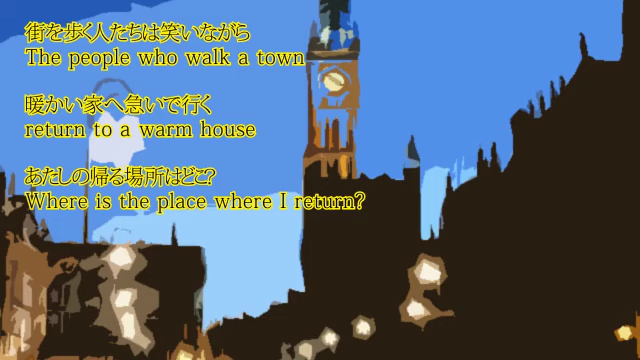 街を歩く人たちは笑いながら
The people who walk a town
暖かい家へ急いで行く
return to a warm house
あたしの帰る場所はどこ?
Where is the place where I return?